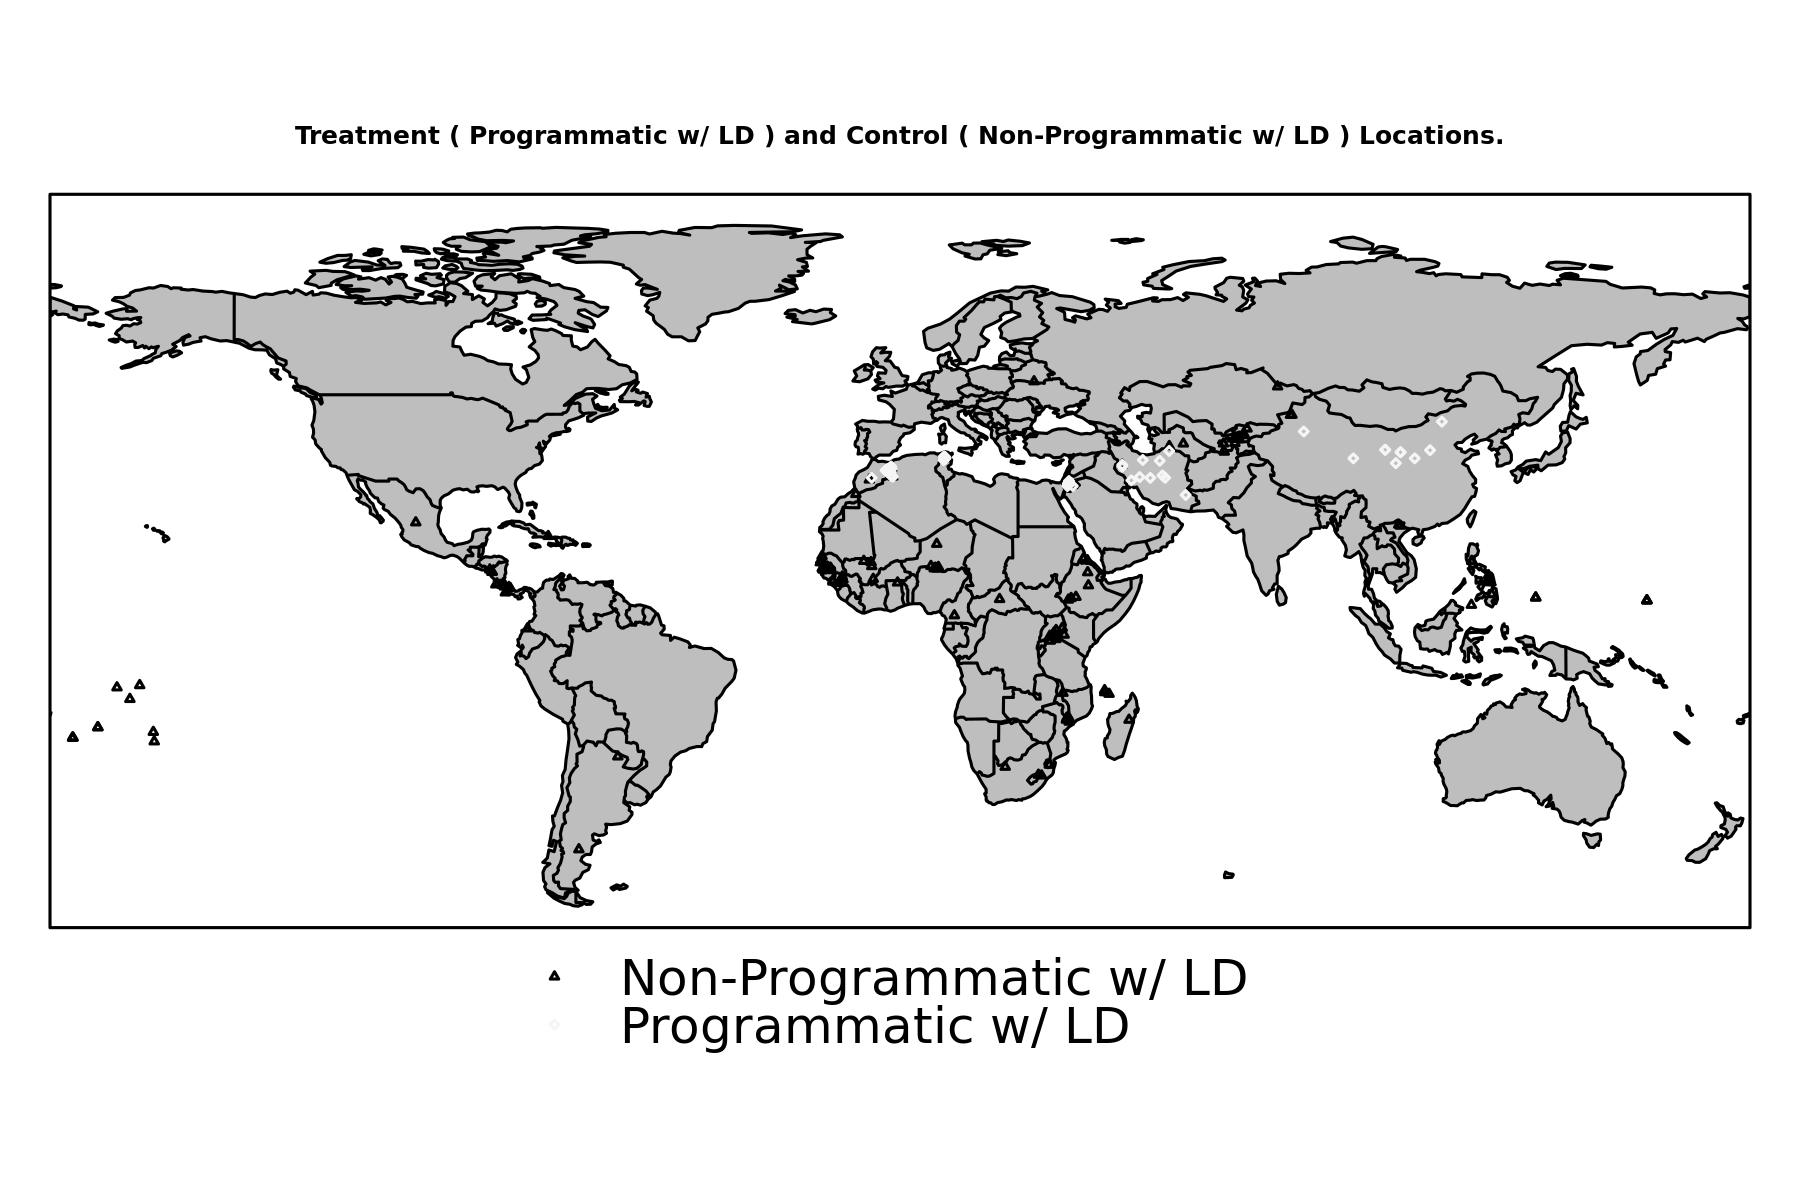 Treatment ( Programmatic w/ LD ) and Control ( Non-Programmatic w/ LD ) Locations.
Non-Programmatic w/ LD
Programmatic w/ LD